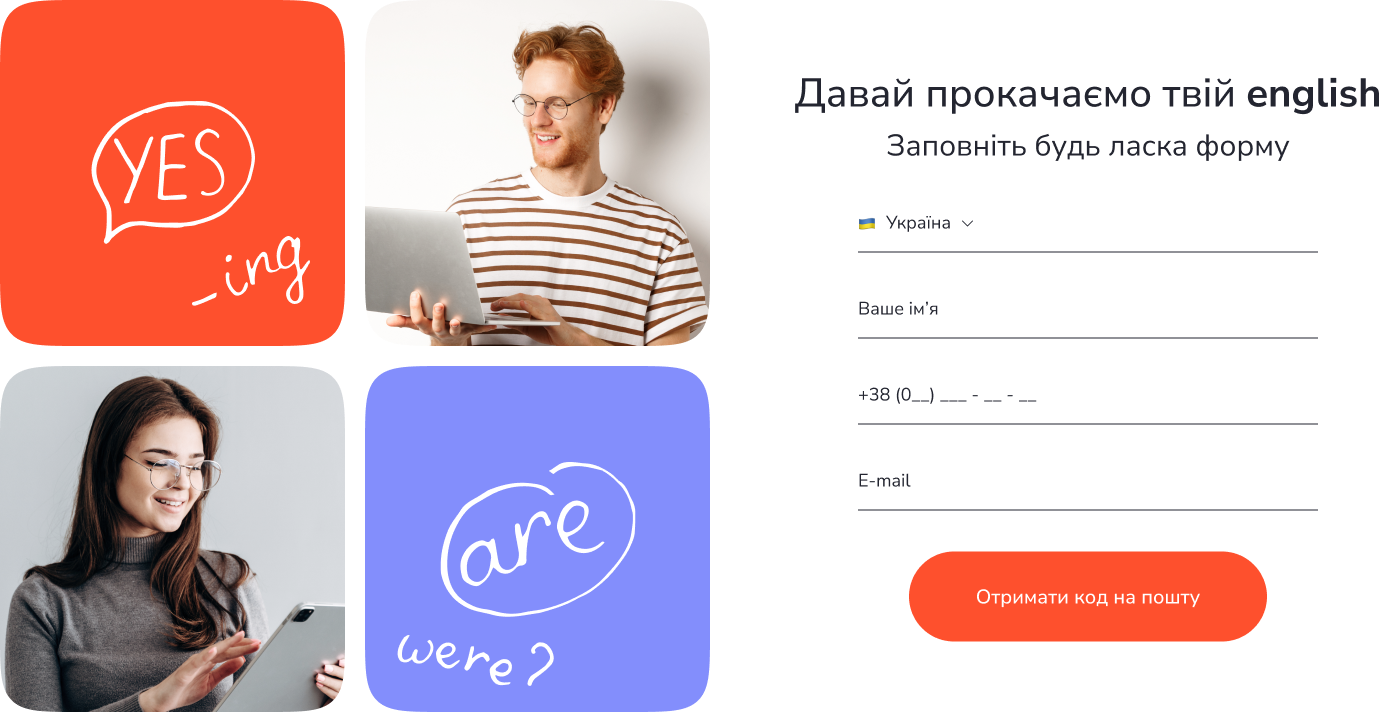 YES
_ing
are
were?
Давай прокачаємо твій english
Заповніть будь ласка форму
Україна
Ваше ім’я
+38 (0__) ___ - __ - __
E-mail
Отримати код на пошту